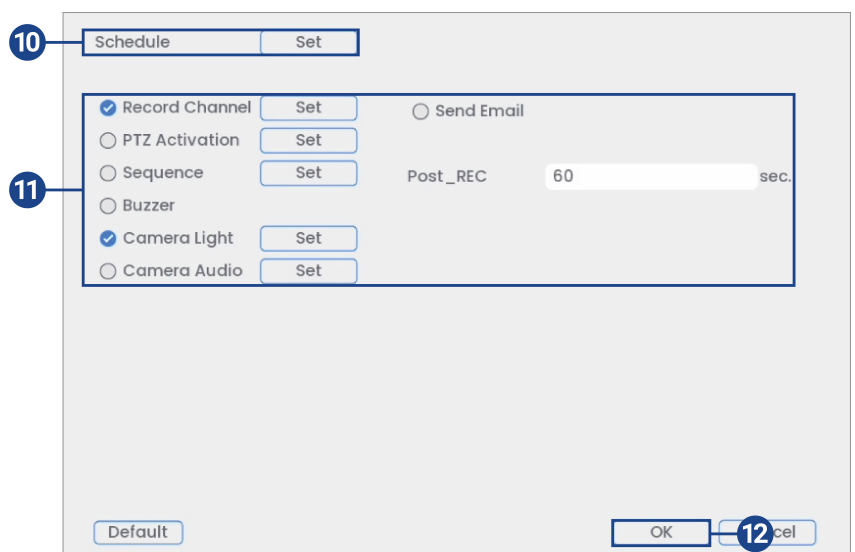 10 Schedule Set
Record Channel Set Send Email
PTZ Activation Set
Sequence Set Post_REC 60 sec.
11
Buzzer
Camera Light Set
Camera Audio Set
Default OK 12 cel